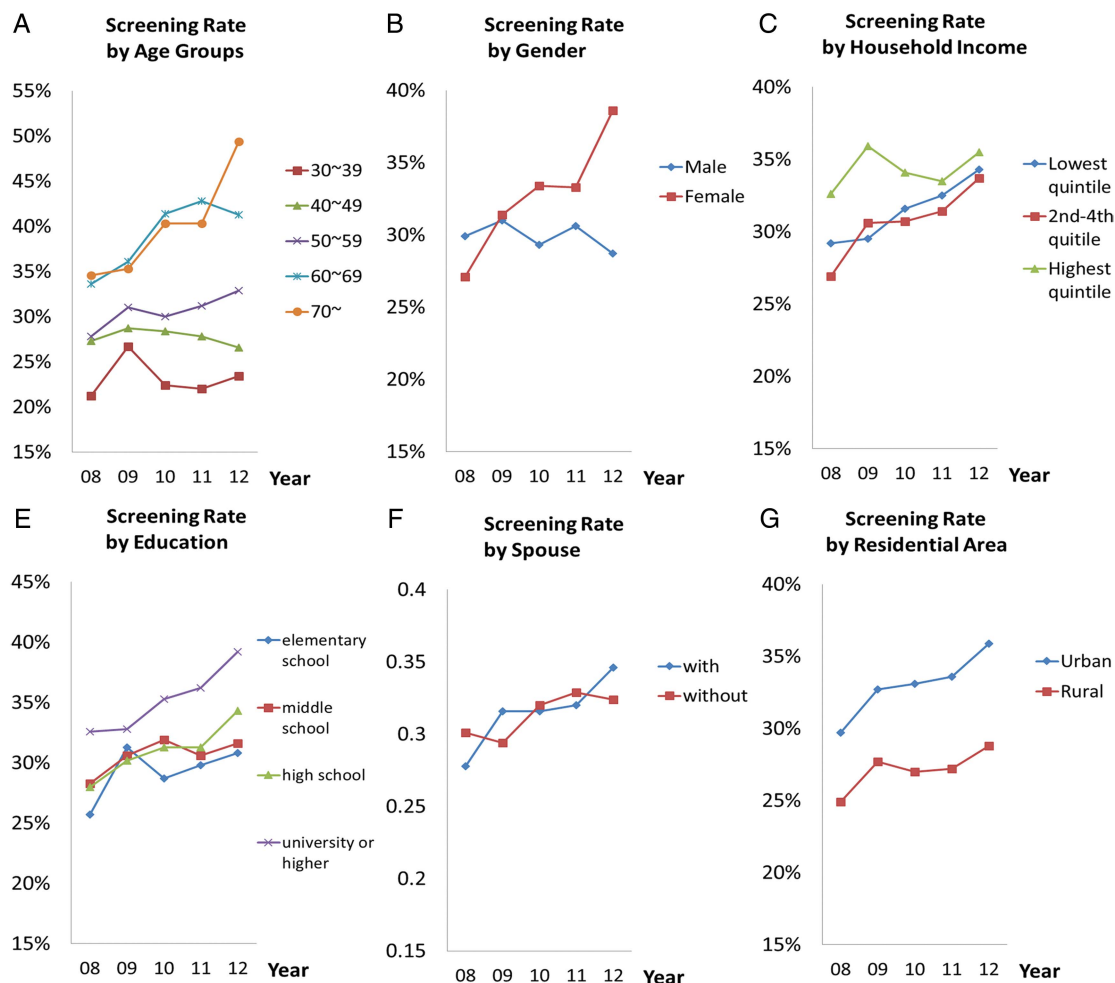 A
Screening Rate
by Age Groups
55%
50%
45%
40%
35%
30%
25%
20%
15%
08 09 10 11 12 Year
30~39
40~49
50~59
60~69
70~
B
Screening Rate
by Gender
40%
35%
30%
25%
20%
15%
08 09 10 11 12 Year
Male
Female
C
Screening Rate
by Household Income
40%
35%
30%
25%
20%
15%
08 09 10 11 12 Year
Lowest
quintile
2nd-4th
quitile
Highest
quintile
E
Screening Rate
by Education
45%
40%
35%
30%
25%
20%
15%
08 09 10 11 12 Year
elementary
school
middle
school
high school
university or
higher
F
Screening Rate
by Spouse
0.4
0.35
0.3
0.25
0.2
0.15
08 09 10 11 12 Year
with
without
G
Screening Rate
by Residential Area
40%
35%
30%
25%
20%
15%
08 09 10 11 12 Year
Urban
Rural